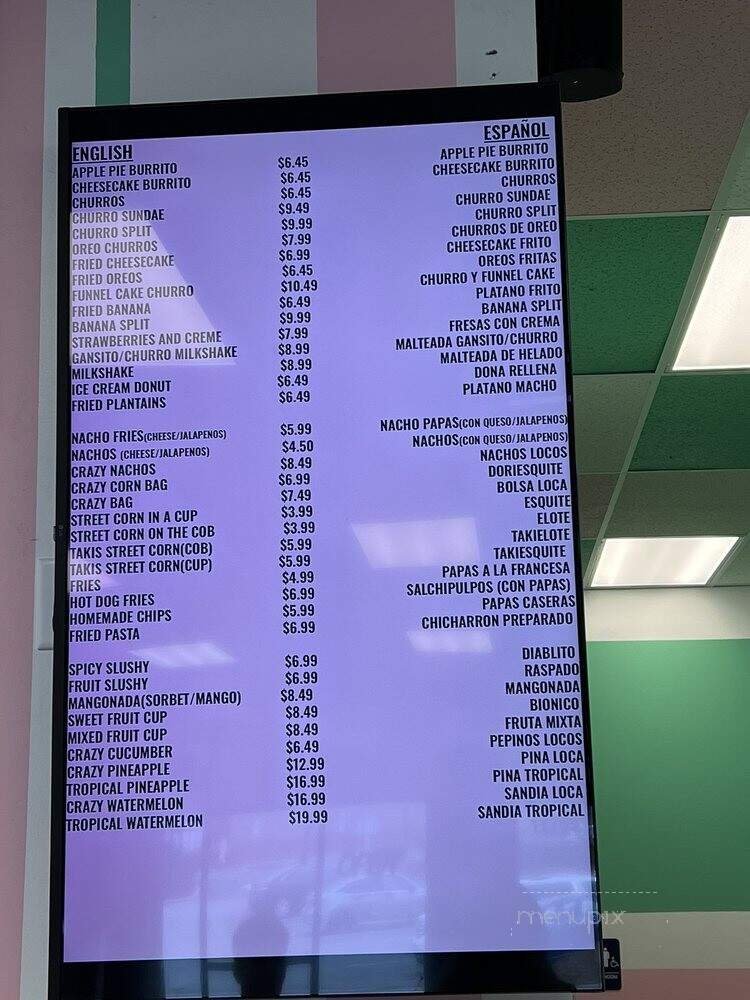 ENGLISH ESPAÑOL
APPLE PIE BURRITO $6.45 APPLE PIE BURRITO
CHEESECAKE BURRITO $6.45 CHEESECAKE BURRITO
CHURROS $6.45 CHURROS
CHURRO SUNDAE $9.49 CHURRO SUNDAE
CHURRO SPLIT $9.99 CHURRO SPLIT
OREO CHURROS $7.99 CHURROS DE OREO
FRIED CHEESECAKE $6.99 CHEESECAKE FRITO
FRIED OREOS $6.45 OREOS FRITAS
FUNNEL CAKE CHURRO $10.49 CHURRO Y FUNNEL CAKE
FRIED BANANA $6.49 PLATANO FRITO
BANANA SPLIT $9.99 BANANA SPLIT
STRAWBERRIES AND CREME $7.99 FRESAS CON CREMA
GANSITO/CHURRO MILKSHAKE $8.99 MALTEADA GANSITO/CHURRO
MILKSHAKE $8.99 MALTEADA DE HELADO
ICE CREAM DONUT $6.49 DONA RELLENA
FRIED PLANTAINS $6.49 PLATANO MACHO
NACHO FRIES(CHEESE/JALAPENOS) $5.99 NACHO PAPAS(CON QUESO/JALAPENOS)
NACHOS (CHEESE/JALAPENOS) $4.50 NACHOS(CON QUESO/JALAPENOS)
CRAZY NACHOS $8.49 NACHOS LOCOS
CRAZY CORN BAG $6.99 DORIESQUITE
CRAZY BAG $7.49 BOLSA LOCA
STREET CORN IN A CUP $3.99 ESQUITE
STREET CORN ON THE COB $3.99 ELOTE
TAKIS STREET CORN(COB) $5.99 TAKIELOTE
TAKIS STREET CORN(CUP) $5.99 TAKIESQUITE
FRIES $4.99 PAPAS A LA FRANCESA
HOT DOG FRIES $6.99 SALCHIPULPOS (CON PAPAS)
HOMEMADE CHIPS $5.99 PAPAS CASERAS
FRIED PASTA $6.99 CHICHARRON PREPARADO
SPICY SLUSHY $6.99 DIABLITO
FRUIT SLUSHY $6.99 RASPADO
MANGONADA(SORBET/MANGO) $8.49 MANGONADA
SWEET FRUIT CUP $8.49 BIONICO
MIXED FRUIT CUP $8.49 FRUTA MIXTA
CRAZY CUCUMBER $6.49 PEPINOS LOCOS
CRAZY PINEAPPLE $12.99 PINA LOCA
TROPICAL PINEAPPLE $16.99 PINA TROPICAL
CRAZY WATERMELON $16.99 SANDIA LOCA
TROPICAL WATERMELON $19.99 SANDIA TROPICAL
menupix